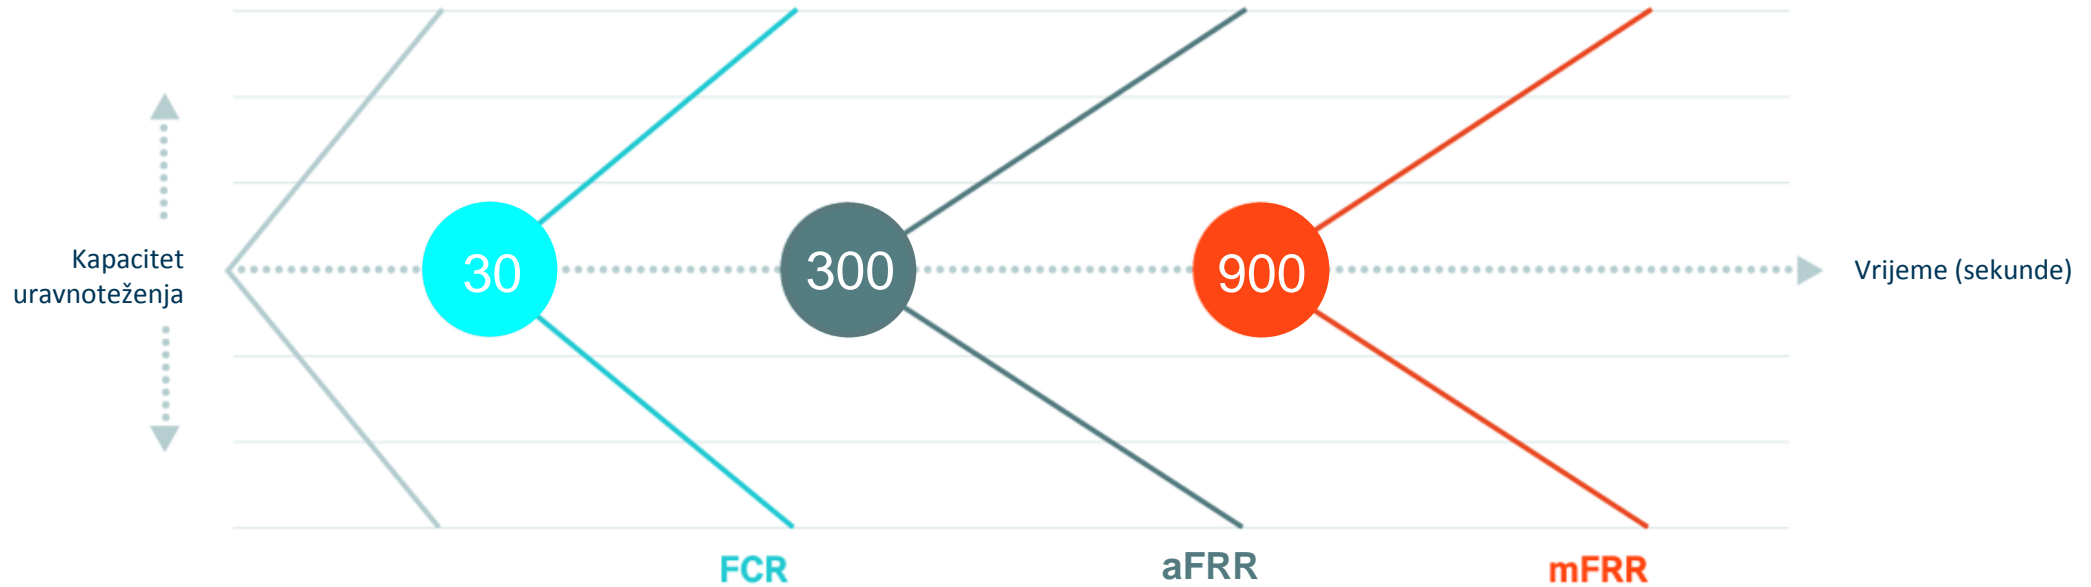 Kapacitet
uravnoteženja
30
300
900
Vrijeme (sekunde)
FCR
aFRR
mFRR